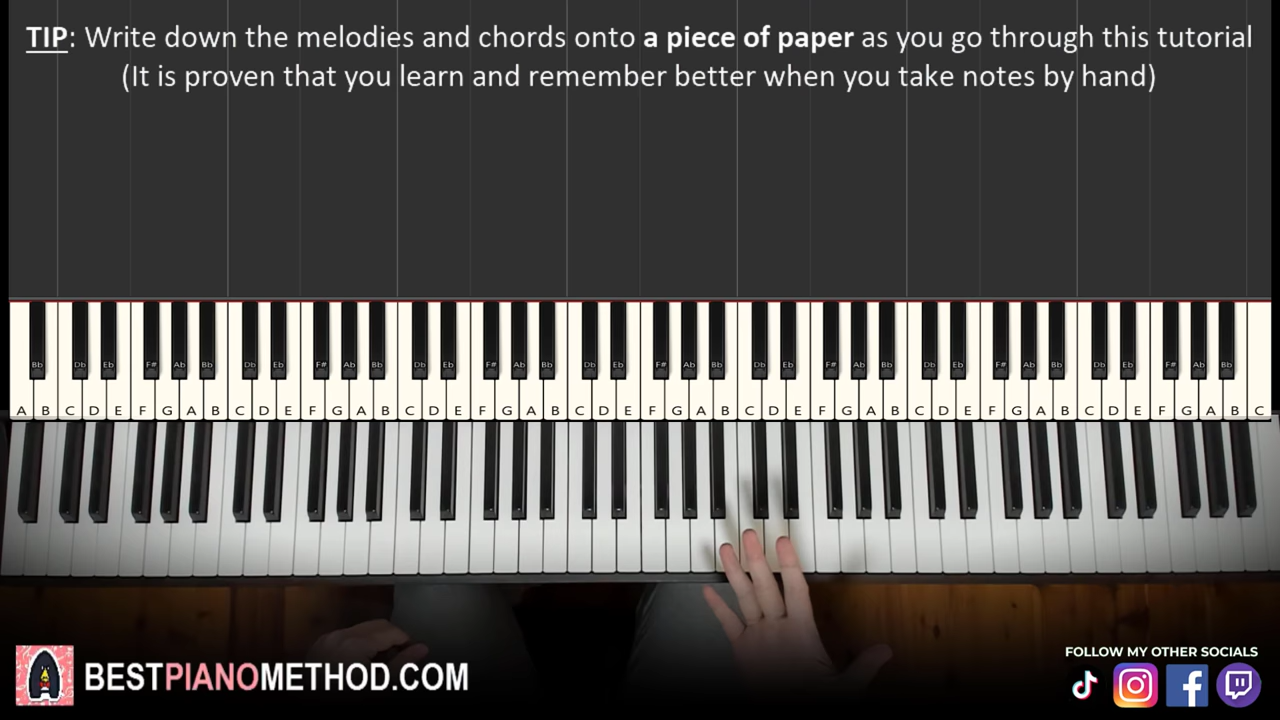 TIP: Write down the melodies and chords onto a piece of paper as you go through this tutorial
(It is proven that you learn and remember better when you take notes by hand)
Bb Db Eb F# Ab Bb Db Eb F# Ab Bb Db Eb F# Ab Bb Db Eb F# Ab Bb Db Eb F# Ab Bb Db Eb F# Ab Bb Db Eb F# Ab Bb
A B C D E F G A B C D E F G A B C D E F G A B C D E F G A B C D E F G A B C D E F G A B C D E F G A B C
BESTPIANOMETHOD.COM
FOLLOW MY OTHER SOCIALS